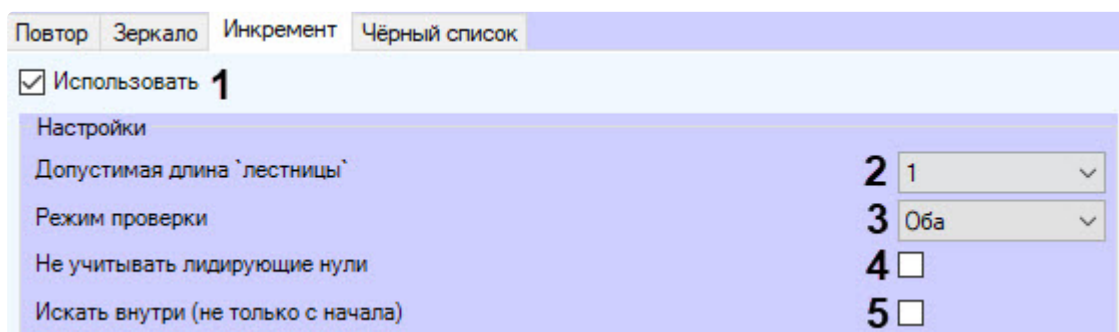 Повтор Зеркало Инкремент Чёрный список
Использовать 1
Настройки
Допустимая длина `лестницы` 2 1
Режим проверки 3 Оба
Не учитывать лидирующие нули 4
Искать внутри (не только с начала) 5